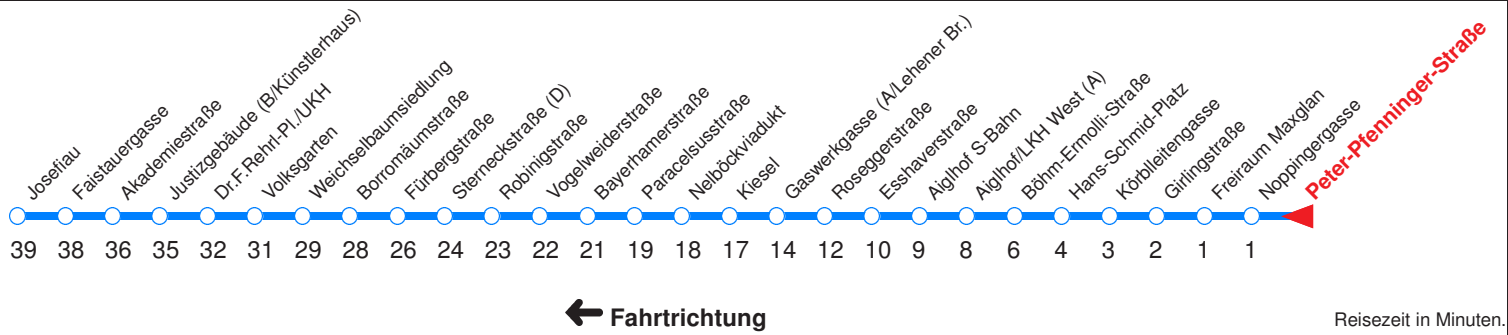 Josefiau
Faistauergasse
Akademiestraße
Justizgebäude (B/Künstlerhaus)
Dr.F.Rehrl-Pl./UKH
Volksgarten
Weichselbaumsiedlung
Borromäumstraße
Fürbergstraße
Sterneckstraße (D)
Robinigstraße
Vogelweiderstraße
Bayerhamerstraße
Paracelsusstraße
Nelböckviadukt
Kiesel
Gaswerkgasse (A/Lehener Br.)
Roseggerstraße
Esshaverstraße
Aiglhof S-Bahn
Aiglhof/LKH West (A)
Böhm-Ermolli-Straße
Hans-Schmid-Platz
Körblleitengasse
Girlingstraße
Freiraum Maxglan
Noppingergasse
Peter-Pfenninger-Straße
39 38 36 35 32 31 29 28 26 24 23 22 21 19 18 17 14 12 10 9 8 6 4 3 2 1 1
Fahrtrichtung
Reisezeit in Minuten.